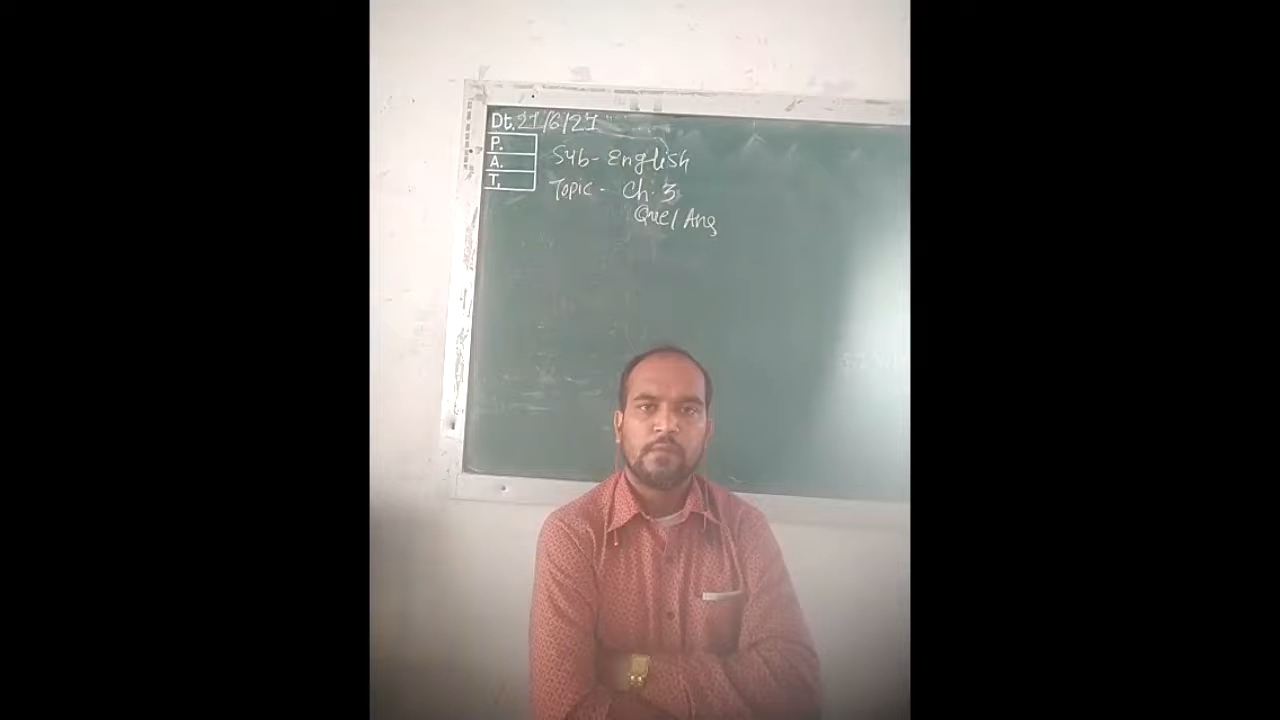 Dt. 21/6/21
P.
A.
T.
Sub- English
Topic - Ch. 3
Que/Ans